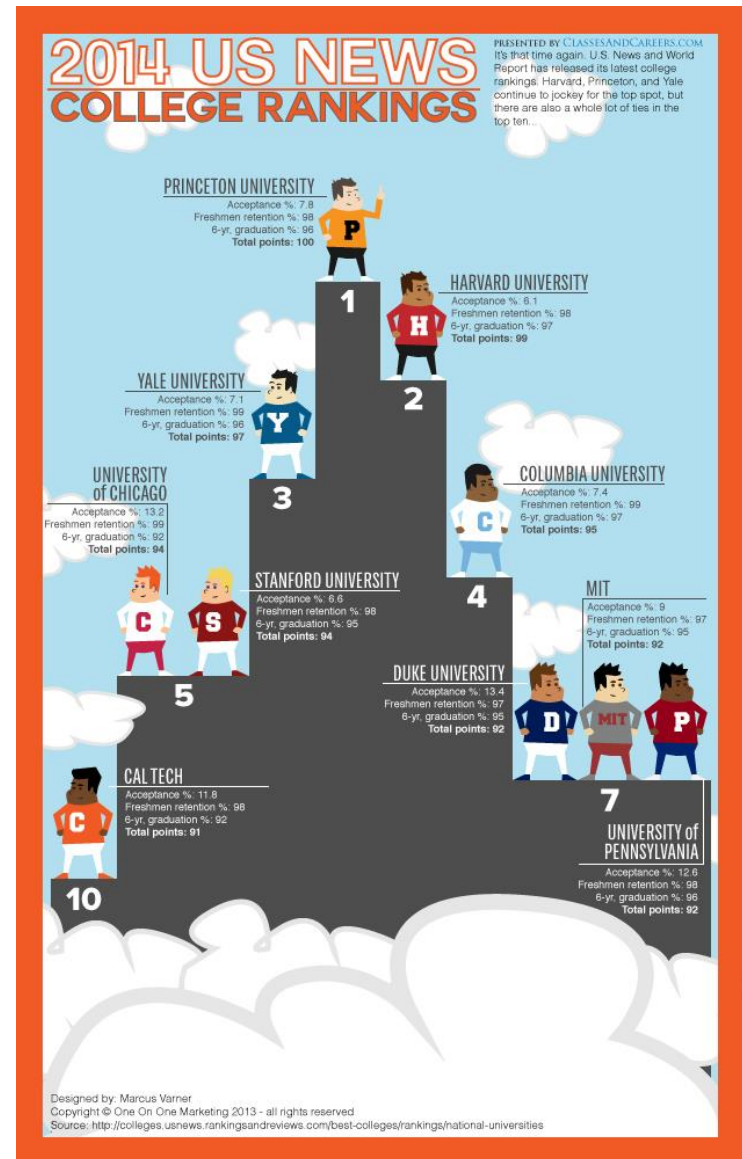 2014 US NEWS
COLLEGE RANKINGS
PRESENTED BY CLASSESANDCAREERS.COM
It's that time again. U.S. News and World
Report has released its latest college
rankings. Harvard, Princeton, and Yale
continue to jockey for the top spot, but
there are also a whole lot of ties in the
top ten...
PRINCETON UNIVERSITY
Acceptance %: 7.8
Freshmen retention %: 98
6-yr, graduation %: 96
Total points: 100
P
1
HARVARD UNIVERSITY
Acceptance %: 6.1
Freshmen retention %: 98
6-yr, graduation %: 97
Total points: 99
H
2
YALE UNIVERSITY
Acceptance %: 7.1
Freshmen retention %: 99
6-yr, graduation %: 96
Total points: 97
Y
3
COLUMBIA UNIVERSITY
Acceptance %: 7.4
Freshmen retention %: 99
6-yr, graduation %: 97
Total points: 95
C
4
UNIVERSITY
of CHICAGO
Acceptance %: 13.2
Freshmen retention %: 99
6-yr, graduation %: 92
Total points: 94
C
STANFORD UNIVERSITY
Acceptance %: 6.6
Freshmen retention %: 98
6-yr, graduation %: 95
Total points: 94
S
5
MIT
Acceptance %: 9
Freshmen retention %: 97
6-yr, graduation %: 95
Total points: 92
DUKE UNIVERSITY
Acceptance %: 13.4
Freshmen retention %: 97
6-yr, graduation %: 95
Total points: 92
D
MIT
P
7
UNIVERSITY of
PENNSYLVANIA
Acceptance %: 12.6
Freshmen retention %: 98
6-yr, graduation %: 96
Total points: 92
CAL TECH
Acceptance %: 11.8
Freshmen retention %: 98
6-yr, graduation %: 92
Total points: 91
C
10
Designed by: Marcus Varner
Copyright © One On One Marketing 2013 - all rights reserved
Source: http://colleges.usnews.rankingsandreviews.com/best-colleges/rankings/national-universities